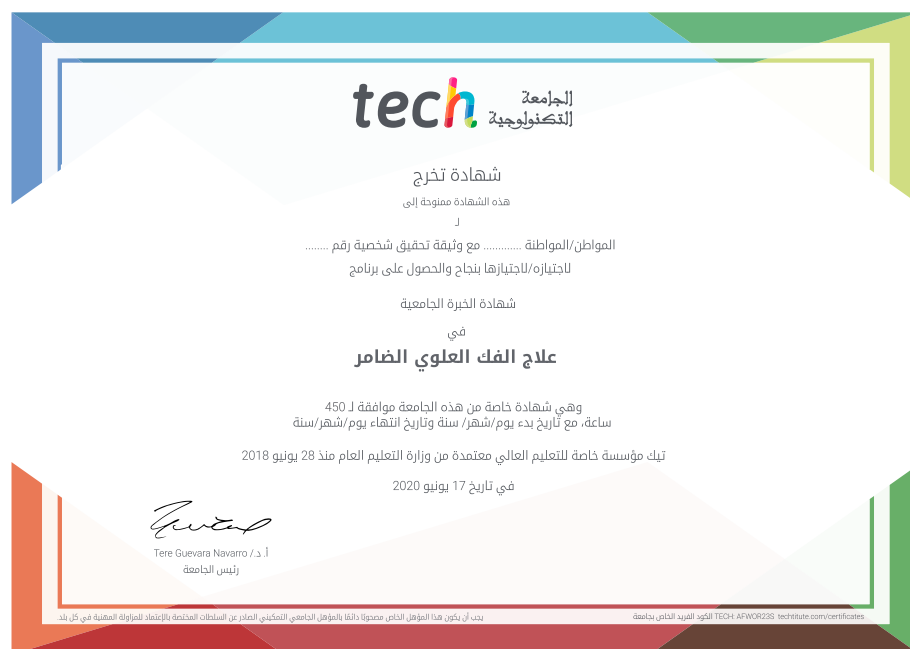 tech الجامعة
التكنولوجية
شهادة تخرج
هذه الشهادة ممنوحة إلى
لـ
المواطن/المواطنة ............. مع وثيقة تحقيق شخصية رقم ........
لاجتيازه/لاجتيازها بنجاح والحصول على برنامج
شهادة الخبرة الجامعية
في
علاج الفك العلوي الضامر
وهي شهادة خاصة من هذه الجامعة موافقة لـ 450
ساعة، مع تاريخ بدء يوم/شهر/ سنة وتاريخ انتهاء يوم/شهر/سنة
تيك مؤسسة خاصة للتعليم العالي معتمدة من وزارة التعليم العام منذ 28 يونيو 2018
في تاريخ 17 يونيو 2020
أ. د./ Tere Guevara Navarro
رئيس الجامعة
يجب أن يكون هذا المؤهل الخاص مصحوبًا دائمًا بالمؤهل الجامعي التمكيني الصادر عن السلطات المختصة بالإعتماد للمزاولة المهنية في كل بلد.
الكود الفريد الخاص بجامعة TECH: AFWOR23S techtitute.com/certificates